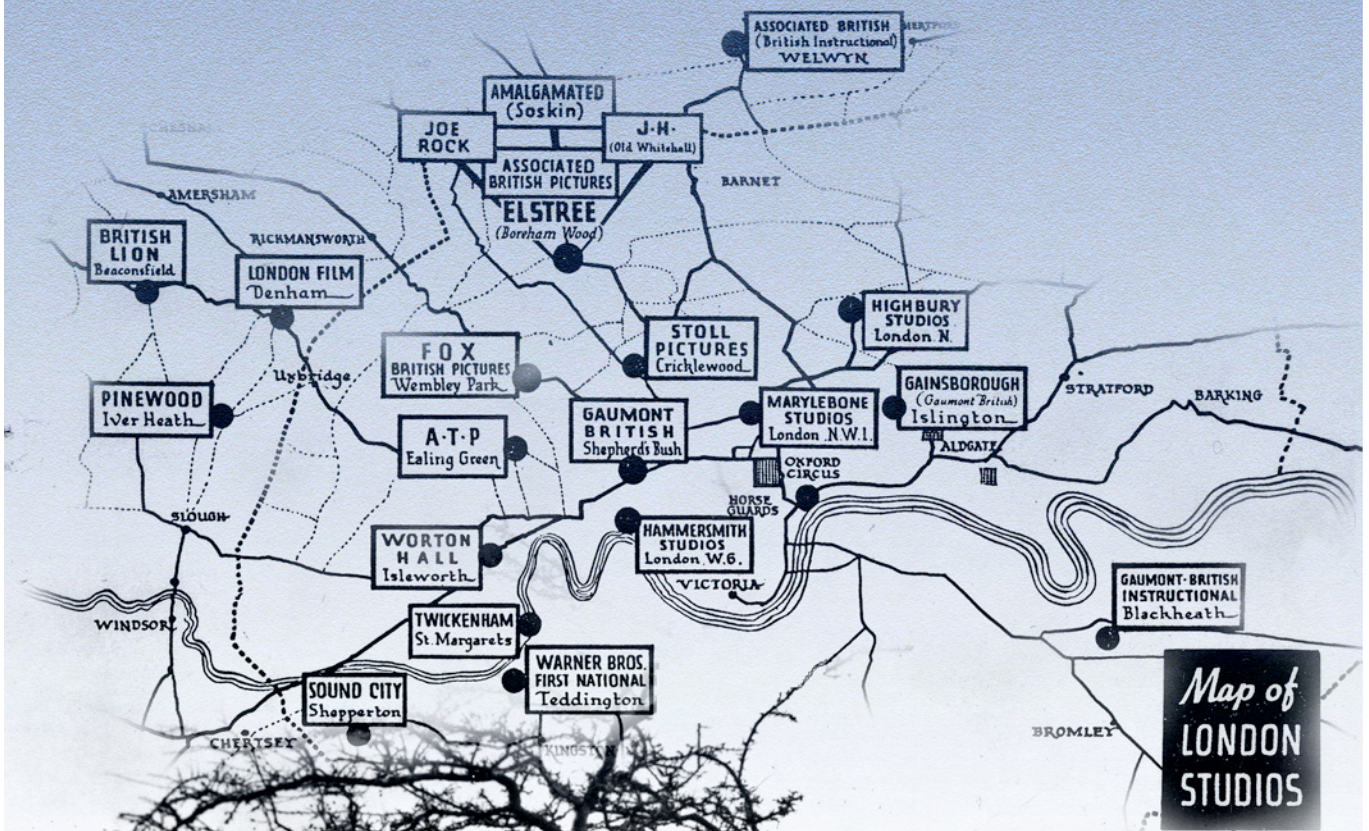 ASSOCIATED BRITISH
(British Instructional)
WELWYN
HERTFORD
AMALGAMATED
(Soskin)
JOE
ROCK
J·H·
(Old Whitehall)
ASSOCIATED
BRITISH PICTURES
ELSTREE
(Boreham Wood)
CHESHAM
BARNET
AMERSHAM
BRITISH
LION
Beaconsfield
RICKMANSWORTH
LONDON FILM
Denham
HIGHBURY
STUDIOS
London. N.
STOLL
PICTURES
Cricklewood
FOX
BRITISH PICTURES
Wembley Park
Uxbridge
PINEWOOD
Iver Heath
GAINSBOROUGH
(Gaumont British)
Islington
STRATFORD
BARKING
MARYLEBONE
STUDIOS
London .N.W.1.
GAUMONT
BRITISH
Shepherd's Bush
A·T·P
Ealing Green
ALDGATE
OXFORD
CIRCUS
HORSE
GUARDS
SLOUGH
HAMMERSMITH
STUDIOS
London. W.6.
WORTON
HALL
Isleworth
VICTORIA
GAUMONT-BRITISH
INSTRUCTIONAL
Blackheath
WINDSOR
TWICKENHAM
St. Margarets
WARNER BROS.
FIRST NATIONAL
Teddington
SOUND CITY
Shepperton
CHERTSEY
KINGSTON
BROMLEY
Map of
LONDON
STUDIOS